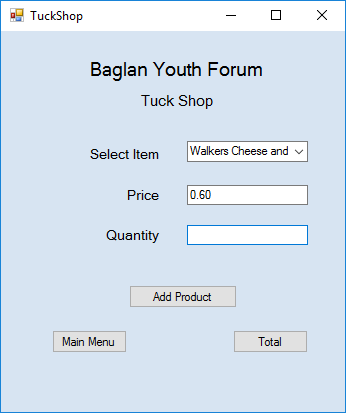 TuckShop
Baglan Youth Forum
Tuck Shop
Select Item Walkers Cheese and
Price 0.60
Quantity
Add Product
Main Menu Total